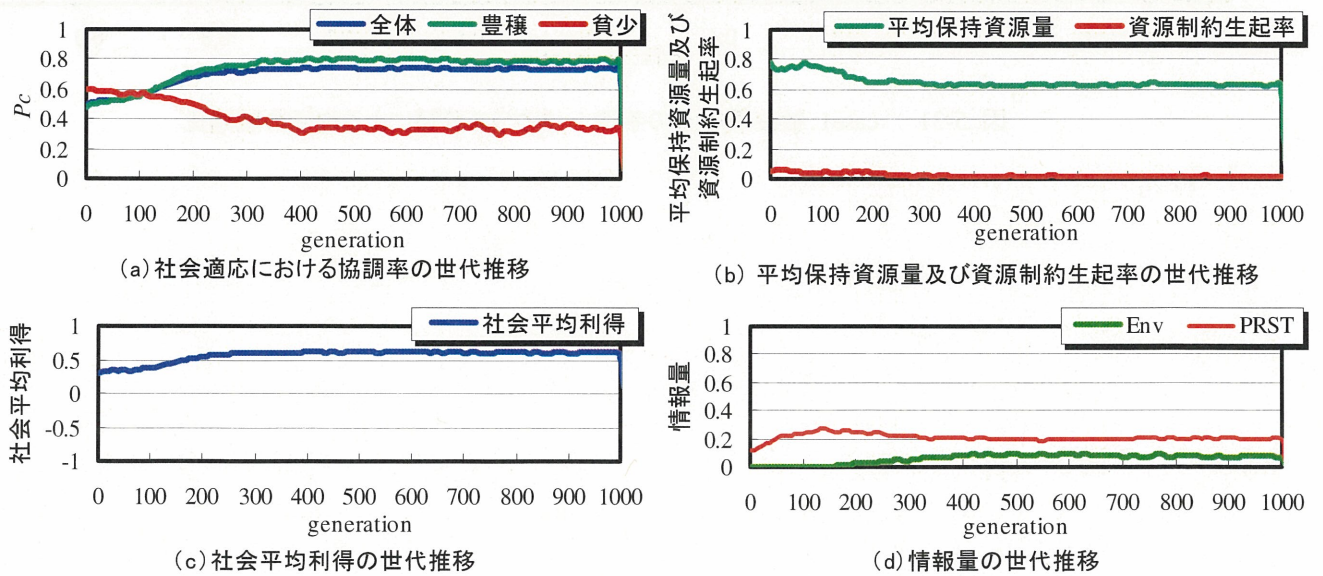 全体 豊穣 貧少
1
0.8
0.6
0.4
0.2
0
Pc
0 100 200 300 400 500 600 700 800 900 1000
generation
(a)社会適応における協調率の世代推移
平均保持資源量 資源制約生起率
1
0.8
0.6
0.4
0.2
0
平均保持資源量及び
資源制約生起率
0 100 200 300 400 500 600 700 800 900 1000
generation
(b) 平均保持資源量及び資源制約生起率の世代推移
社会平均利得
1
0.5
0
-0.5
-1
社会平均利得
0 100 200 300 400 500 600 700 800 900 1000
generation
(c)社会平均利得の世代推移
Env PRST
1
0.8
0.6
0.4
0.2
0
情報量
0 100 200 300 400 500 600 700 800 900 1000
generation
(d)情報量の世代推移